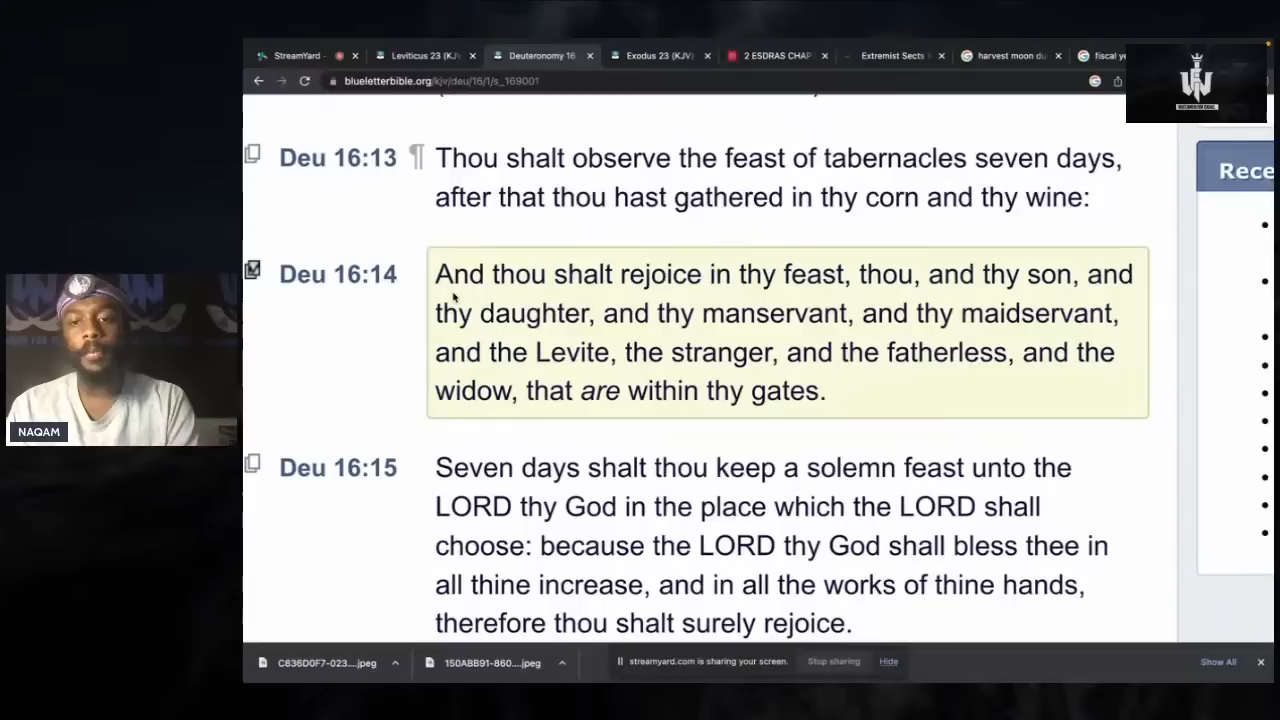 StreamYard
Leviticus 23 (KJV
Deuteronomy 16
Exodus 23 (KJV)
2 ESDRAS CHAP
Extremist Sects
harvest moon du
fiscal ye
blueletterbible.org/kjv/deu/16/1/s_169001
Deu 16:13 ¶ Thou shalt observe the feast of tabernacles seven days,
after that thou hast gathered in thy corn and thy wine:
Rece
Deu 16:14 And thou shalt rejoice in thy feast, thou, and thy son, and
thy daughter, and thy manservant, and thy maidservant,
and the Levite, the stranger, and the fatherless, and the
widow, that are within thy gates.
NAQAM
Deu 16:15 Seven days shalt thou keep a solemn feast unto the
LORD thy God in the place which the LORD shall
choose: because the LORD thy God shall bless thee in
all thine increase, and in all the works of thine hands,
therefore thou shalt surely rejoice.
C836D0F7-023....jpeg
150ABB91-860....jpeg
streamyard.com is sharing your screen.
Stop sharing
Hide
Show All